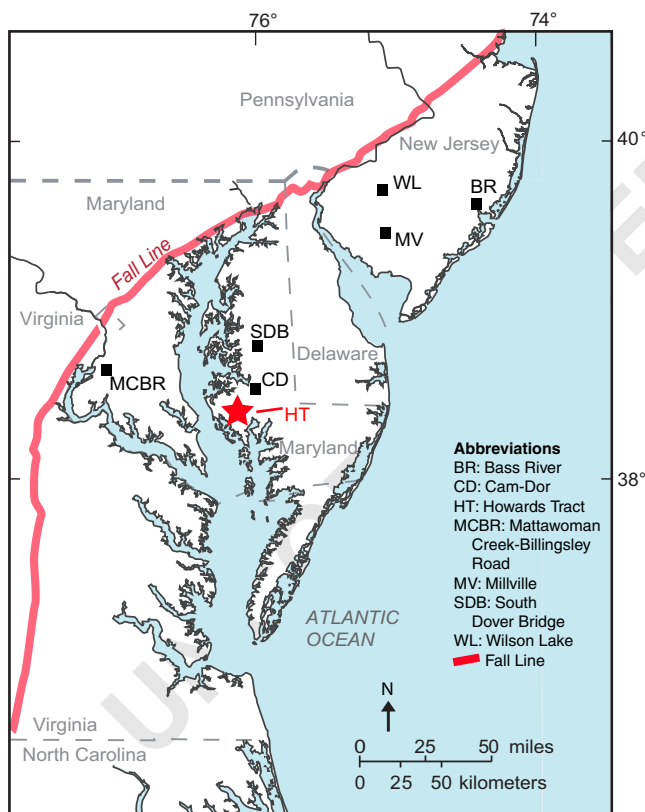 76°
74°
Pennsylvania
40°
New Jersey
WL
BR
Maryland
MV
Fall Line
Virginia
SDB
Delaware
MCBR
CD
HT
Maryland
Abbreviations
BR: Bass River
CD: Cam-Dor
HT: Howards Tract
MCBR: Mattawoman
Creek-Billingsley
Road
MV: Millville
SDB: South
Dover Bridge
WL: Wilson Lake
Fall Line
38°
ATLANTIC
OCEAN
N
Virginia
North Carolina
0 25 50 miles
0 25 50 kilometers